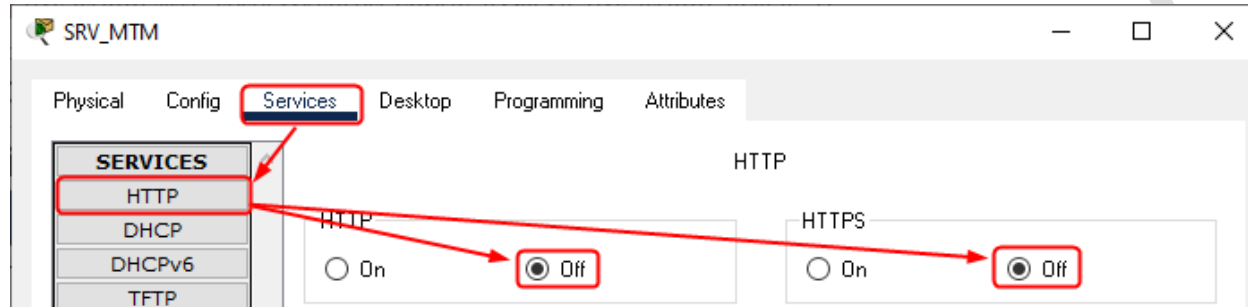 SRV_MTM
Physical Config Services Desktop Programming Attributes
SERVICES
HTTP
DHCP
DHCPv6
TFTP
HTTP
HTTP
On Off
HTTPS
On Off